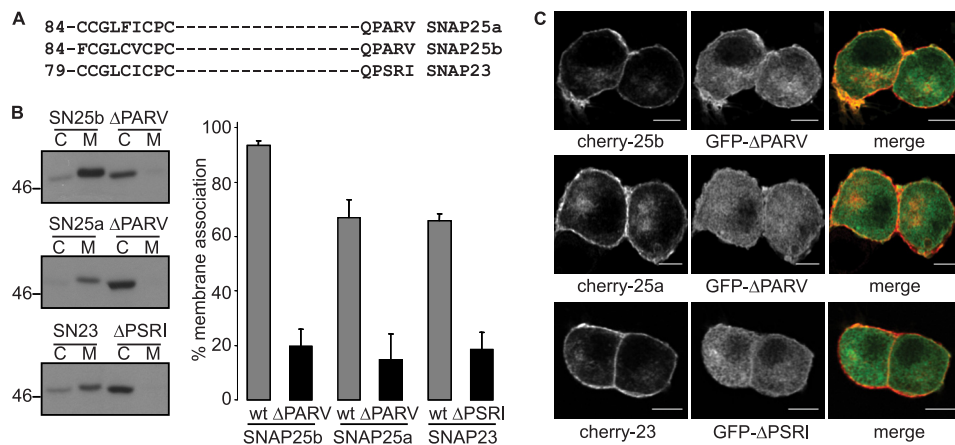 A
84-CCGLFICPC---------------QPARV SNAP25a
84-FCGLCVCPC---------------QPARV SNAP25b
79-CCGLCICPC---------------QPSRI SNAP23
B
SN25b ΔPARV
C M C M
46
SN25a ΔPARV
C M C M
46
SN23 ΔPSRI
C M C M
46
% membrane association
100
80
60
40
20
0
wt ΔPARV wt ΔPARV wt ΔPSRI
SNAP25b SNAP25a SNAP23
C
cherry-25b GFP-ΔPARV merge
cherry-25a GFP-ΔPARV merge
cherry-23 GFP-ΔPSRI merge